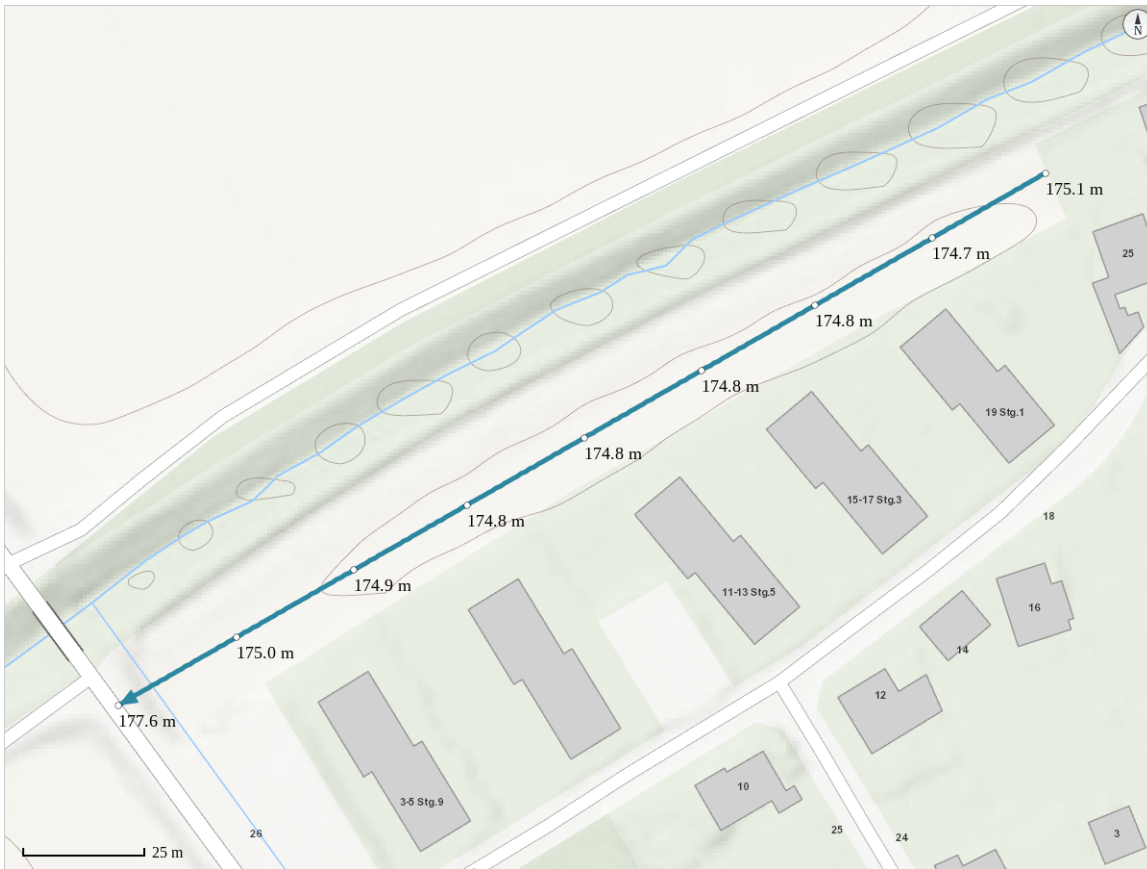 N
175.1 m
25
174.7 m
174.8 m
174.8 m
19 Stg.1
174.8 m
15-17 Stg.3
174.8 m
18
174.9 m
11-13 Stg.5
16
14
175.0 m
12
177.6 m
10
3-5 Stg.9
26
25
24
3
25 m